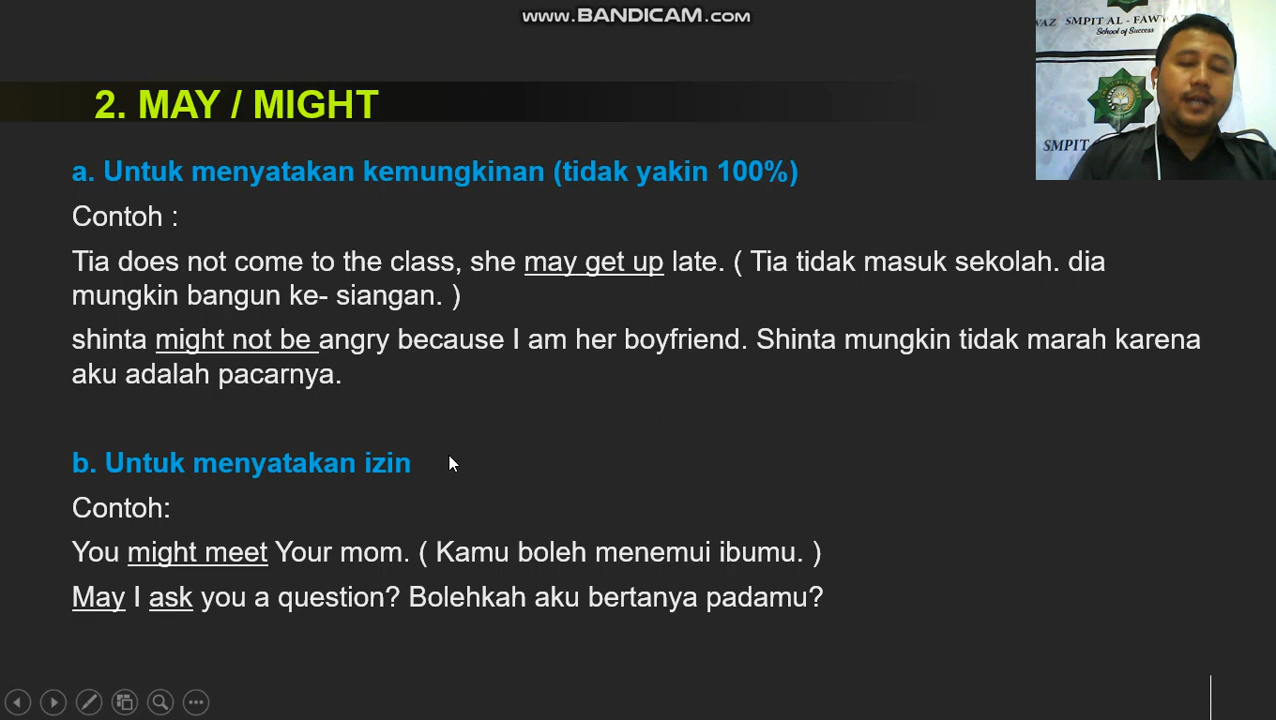 www.BANDICAM.com
WAZ SMPIT AL - FAWWAZ
School of Success
SMPIT
2. MAY / MIGHT
a. Untuk menyatakan kemungkinan (tidak yakin 100%)
Contoh :
Tia does not come to the class, she may get up late. ( Tia tidak masuk sekolah. dia
mungkin bangun ke- siangan. )
shinta might not be angry because I am her boyfriend. Shinta mungkin tidak marah karena
aku adalah pacarnya.
b. Untuk menyatakan izin
Contoh:
You might meet Your mom. ( Kamu boleh menemui ibumu. )
May I ask you a question? Bolehkah aku bertanya padamu?